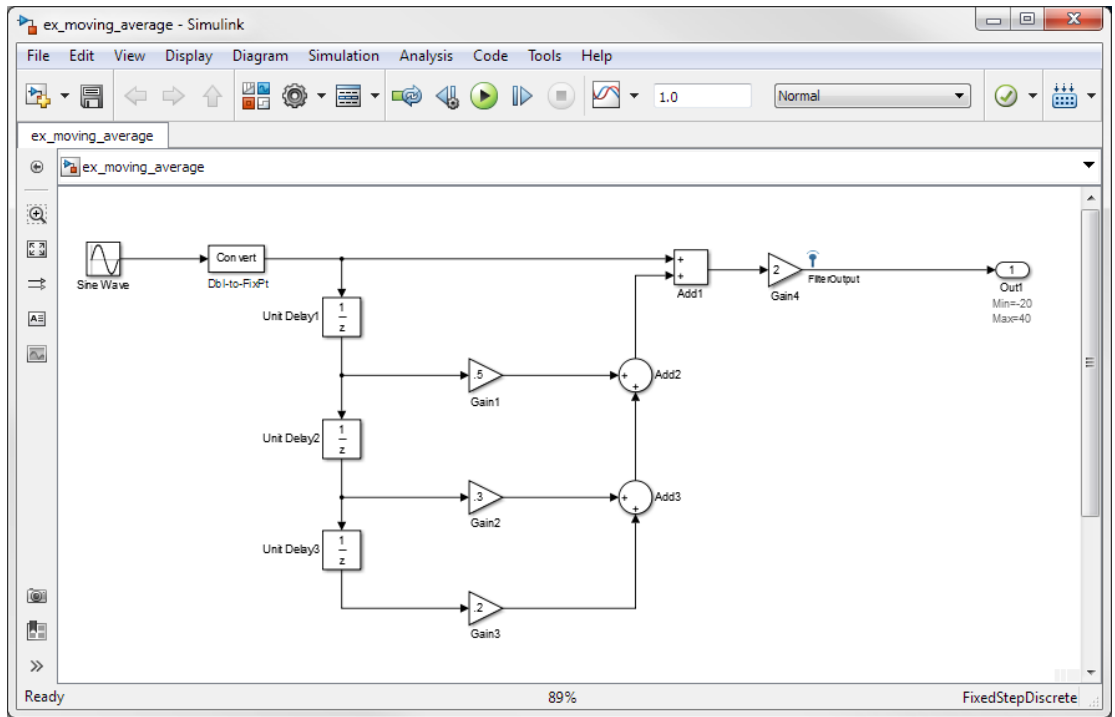 ex_moving_average - Simulink
File Edit View Display Diagram Simulation Analysis Code Tools Help
1.0 Normal
ex_moving_average
ex_moving_average
Sine Wave
Convert
Dbl-to-FixPt
+
+
Add1
2
Gain4
FilterOutput
1
Out1
Min=-20
Max=40
Unit Delay1
1
z
.5
Gain1
+
+
Add2
Unit Delay2
1
z
.3
Gain2
+
+
Add3
Unit Delay3
1
z
.2
Gain3
Ready 89% FixedStepDiscrete